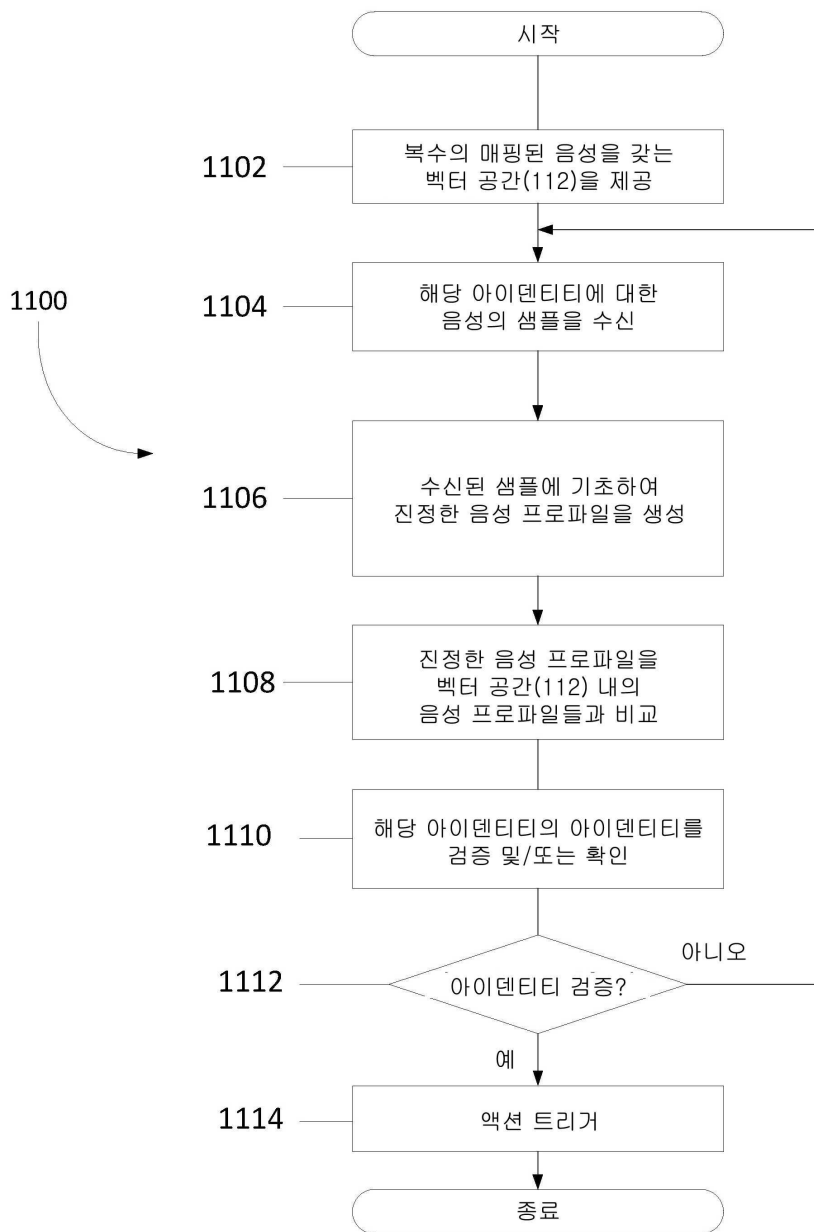 시작
1102
복수의 매핑된 음성을 갖는
벡터 공간(112)을 제공
1100
1104
해당 아이덴티티에 대한
음성의 샘플을 수신
1106
수신된 샘플에 기초하여
진정한 음성 프로파일을 생성
1108
진정한 음성 프로파일을
벡터 공간(112) 내의
음성 프로파일들과 비교
1110
해당 아이덴티티의 아이덴티티를
검증 및/또는 확인
1112
아이덴티티 검증?
아니오
예
1114
액션 트리거
종료